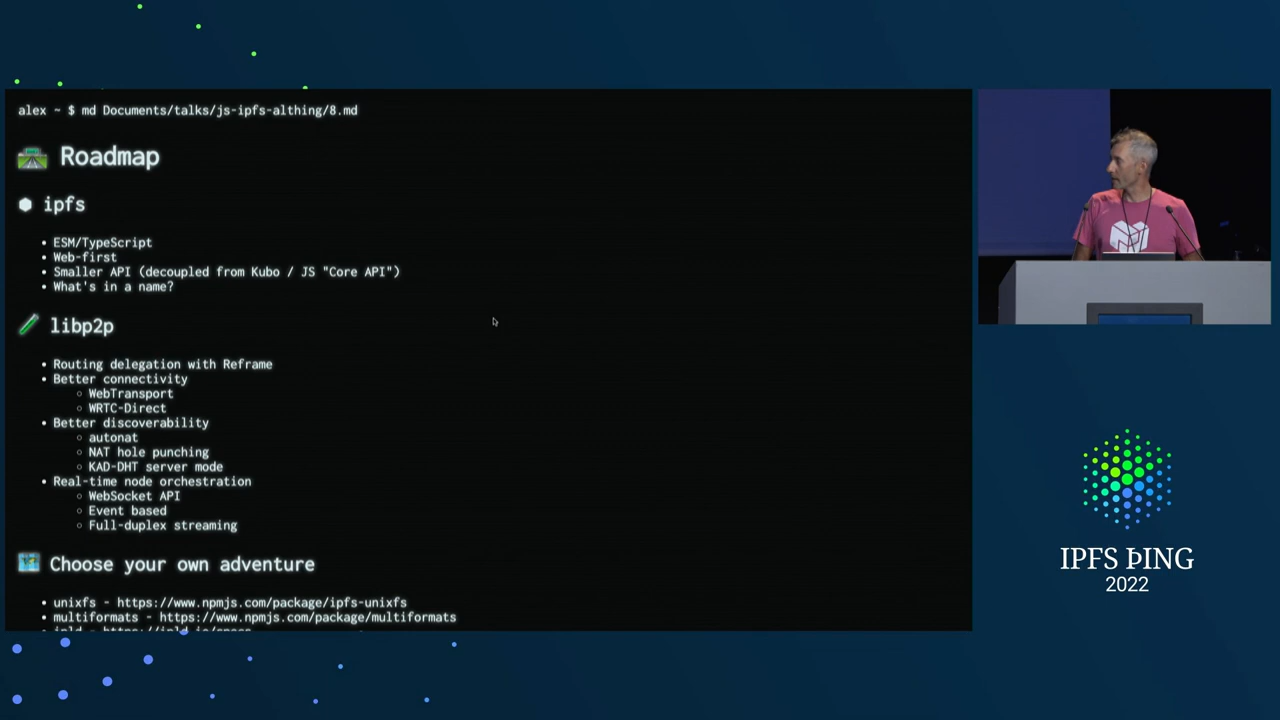 alex ~ $ md Documents/talks/js-ipfs-althing/8.md
Roadmap
ipfs
• ESM/TypeScript
• Web-first
• Smaller API (decoupled from Kubo / JS "Core API")
• What's in a name?
libp2p
• Routing delegation with Reframe
• Better connectivity
◦ WebTransport
◦ WRTC-Direct
• Better discoverability
◦ autonat
◦ NAT hole punching
◦ KAD-DHT server mode
• Real-time node orchestration
◦ WebSocket API
◦ Event based
◦ Full-duplex streaming
Choose your own adventure
• unixfs - https://www.npmjs.com/package/ipfs-unixfs
• multiformats - https://www.npmjs.com/package/multiformats
IPFS ÞING
2022